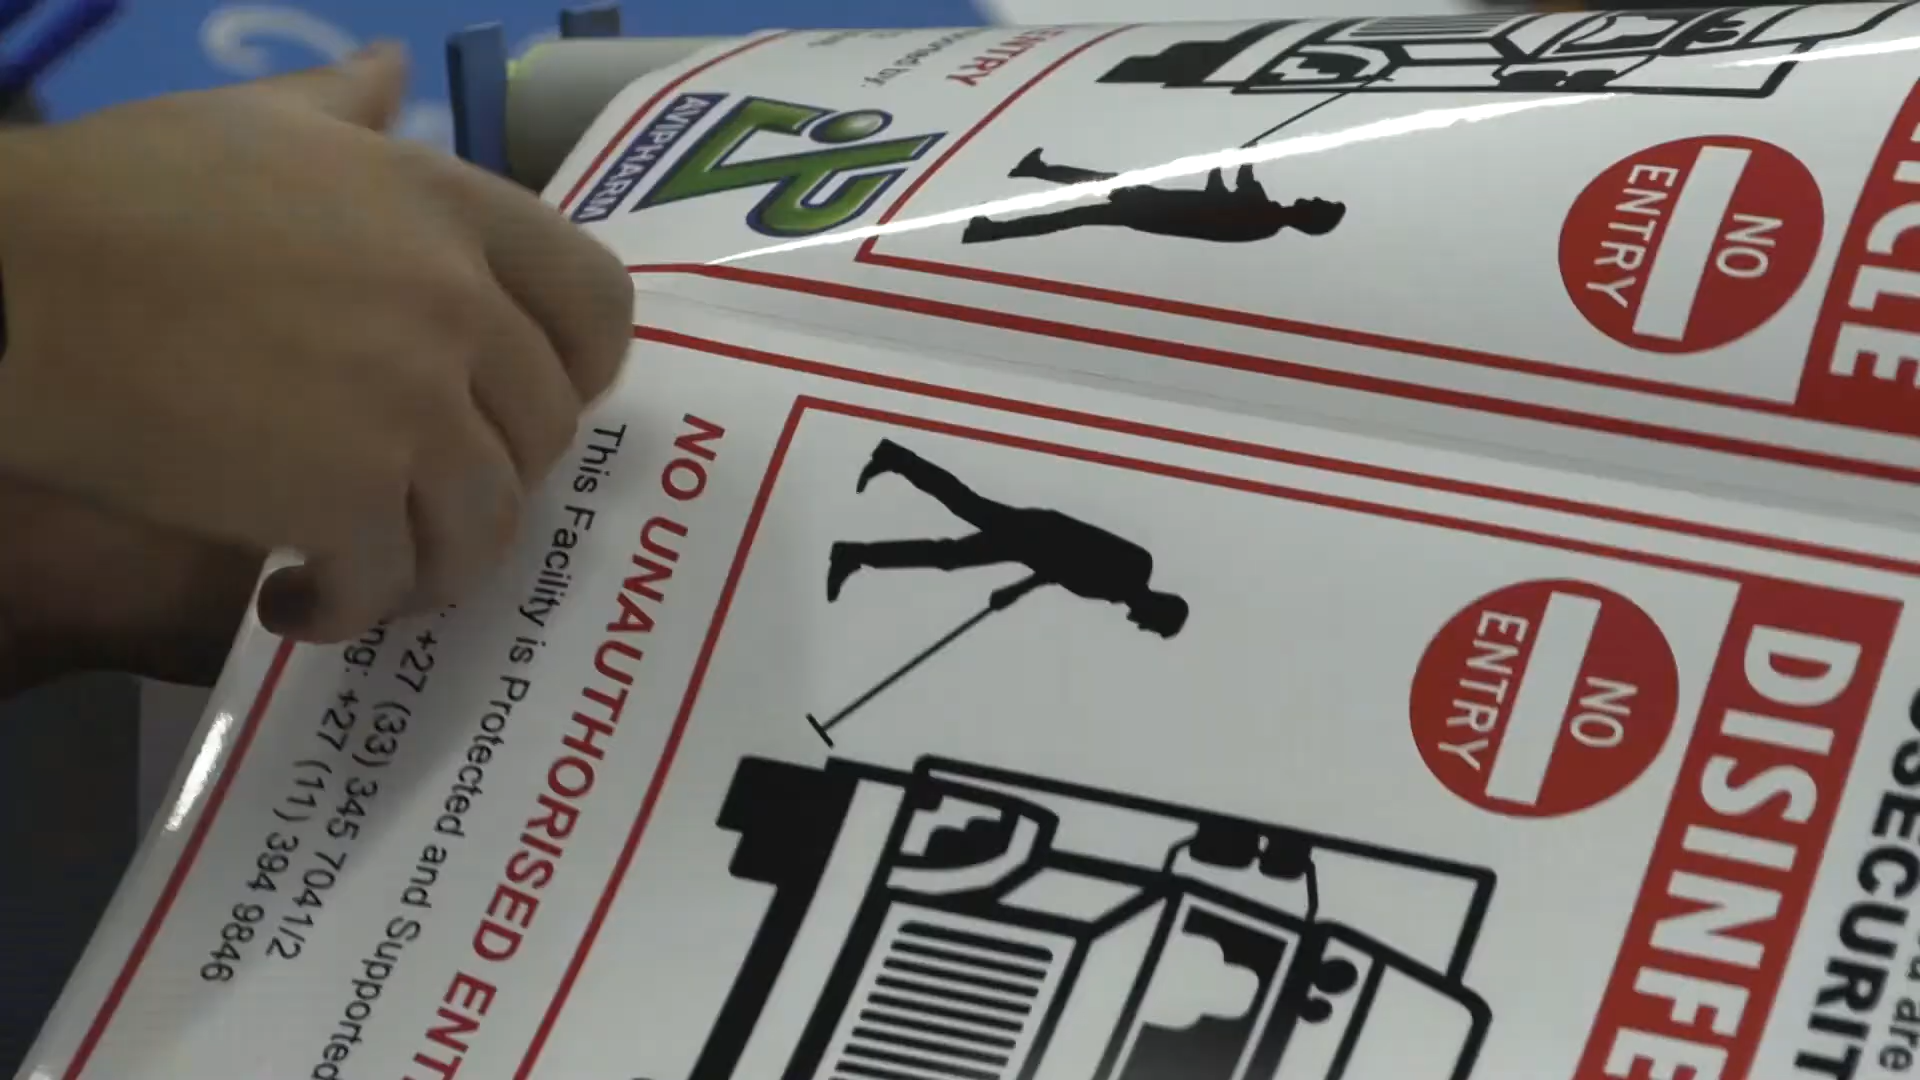 ICLE
NO
ENTRY
ENTRY
AVIPHARM
SECURIT
are
DISINFE
NO
ENTRY
NO UNAUTHORISED ENT
This Facility is Protected and Supported
+27 (33) 345 7041/2
ng: +27 (11) 394 9846